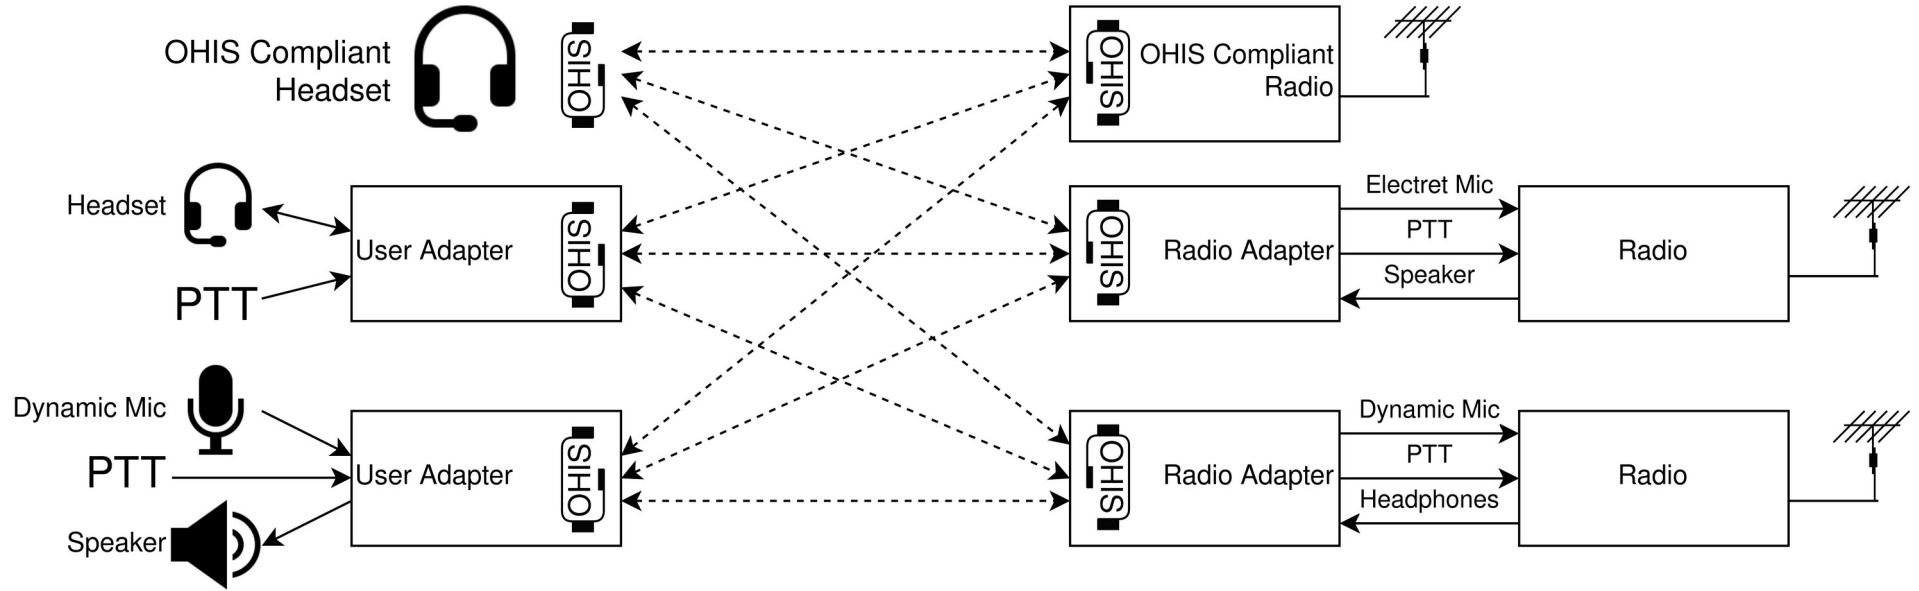 OHIS Compliant
Headset
OHIS
OHIS
OHIS Compliant
Radio
Headset
PTT
User Adapter
OHIS
OHIS
Radio Adapter
Electret Mic
PTT
Speaker
Radio
Dynamic Mic
PTT
Speaker
User Adapter
OHIS
OHIS
Radio Adapter
Dynamic Mic
PTT
Headphones
Radio